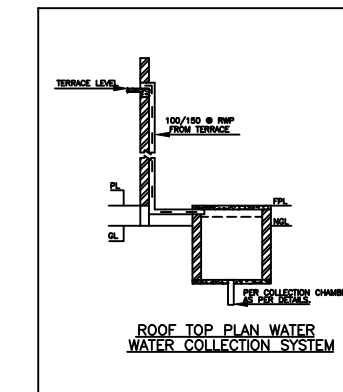 TERRACE LEVEL
100/150 ⌀ RWP
FROM TERRACE
PL
FPL
NGL
GL
PER COLLECTION CHAMBE
AS PER DETAILS.
ROOF TOP PLAN WATER
WATER COLLECTION SYSTEM